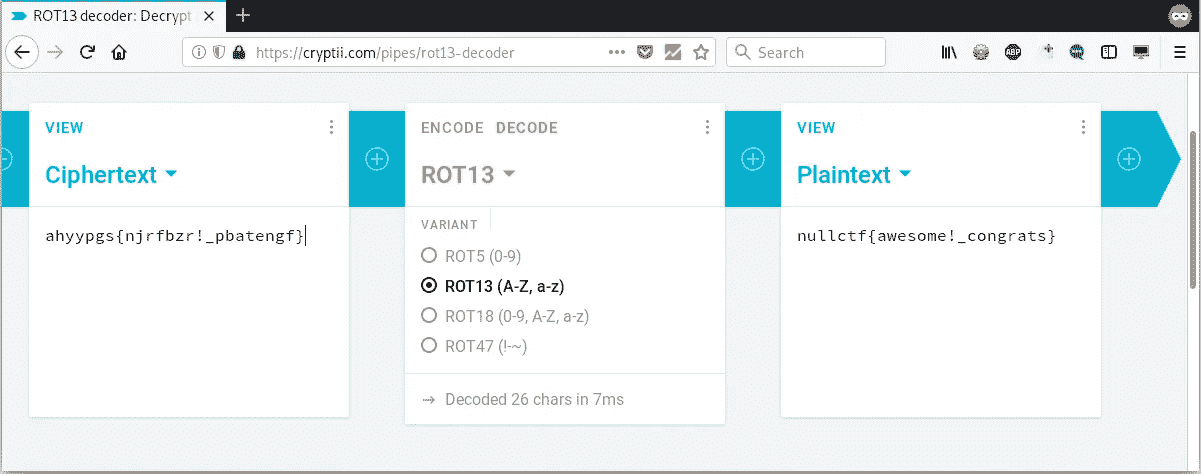 ROT13 decoder: Decrypt
https://cryptii.com/pipes/rot13-decoder
Search
ABP
VIEW
Ciphertext
ahyypgs{njrfbzr!_pbatengf}
ENCODE DECODE
ROT13
VARIANT
ROT5 (0-9)
ROT13 (A-Z, a-z)
ROT18 (0-9, A-Z, a-z)
ROT47 (!-~)
⇢ Decoded 26 chars in 7ms
VIEW
Plaintext
nullctf{awesome!_congrats}